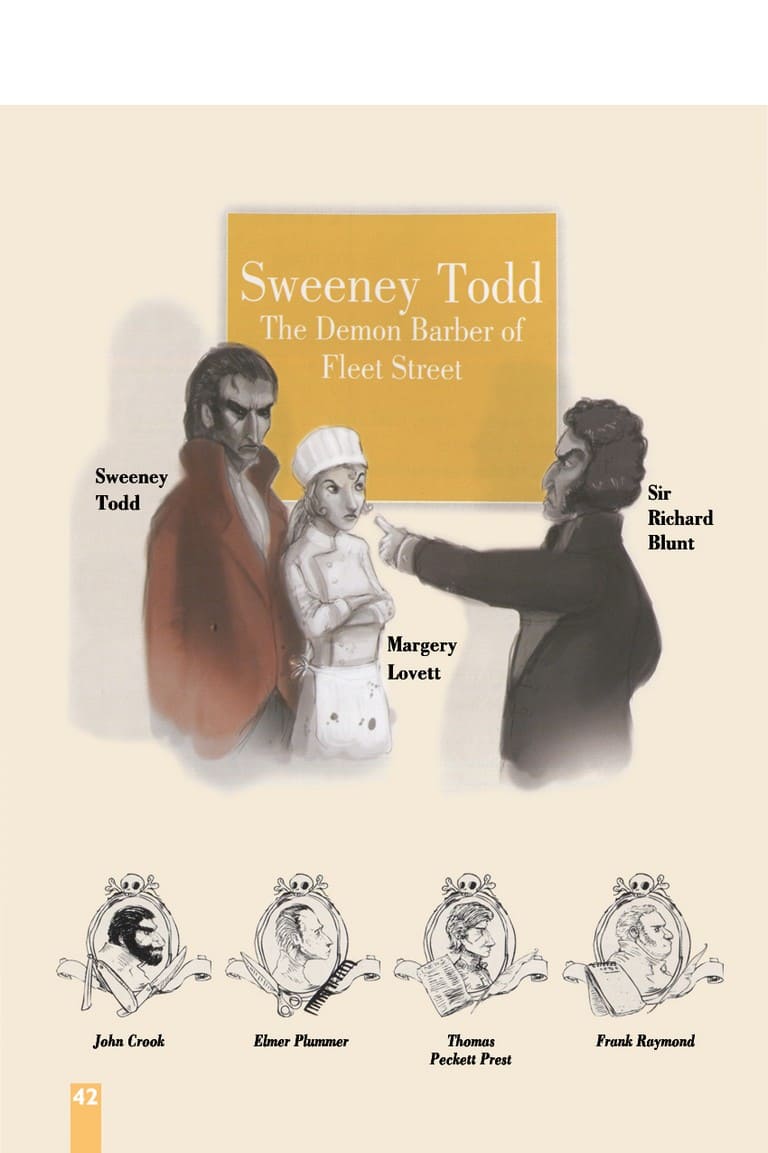 Sweeney Todd
The Demon Barber of
Fleet Street
Sweeney
Todd
Sir
Richard
Blunt
Margery
Lovett
John Crook
Elmer Plummer
Thomas
Peckett Prest
Frank Raymond
42